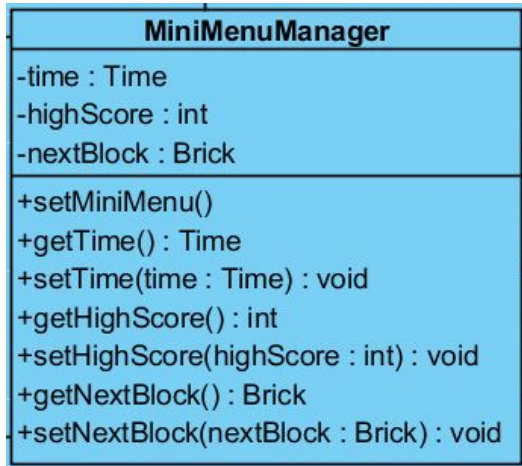 MiniMenuManager
-time : Time
-highScore : int
-nextBlock : Brick
+setMiniMenu()
+getTime() : Time
+setTime(time : Time) : void
+getHighScore() : int
+setHighScore(highScore : int) : void
+getNextBlock() : Brick
+setNextBlock(nextBlock : Brick) : void